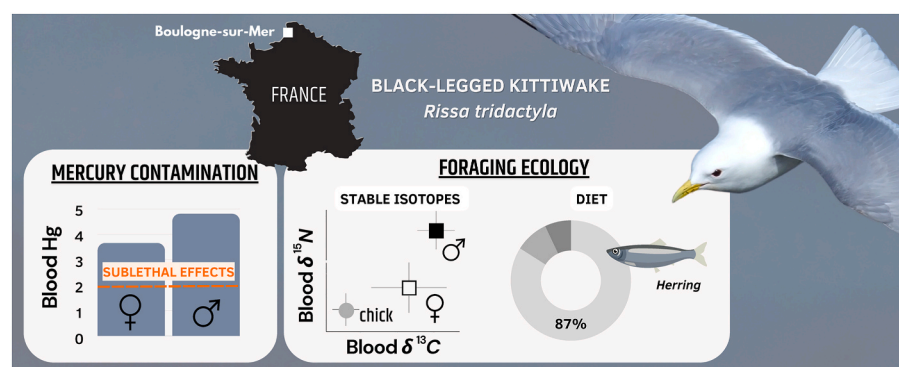 Boulogne-sur-Mer
FRANCE
BLACK-LEGGED KITTIWAKE
Rissa tridactyla
MERCURY CONTAMINATION
Blood Hg
5
4
3
2
1
0
SUBLETHAL EFFECTS
♀
♂
FORAGING ECOLOGY
STABLE ISOTOPES
Blood δ¹⁵N
♂
♀
chick
Blood δ¹³C
DIET
Herring
87%